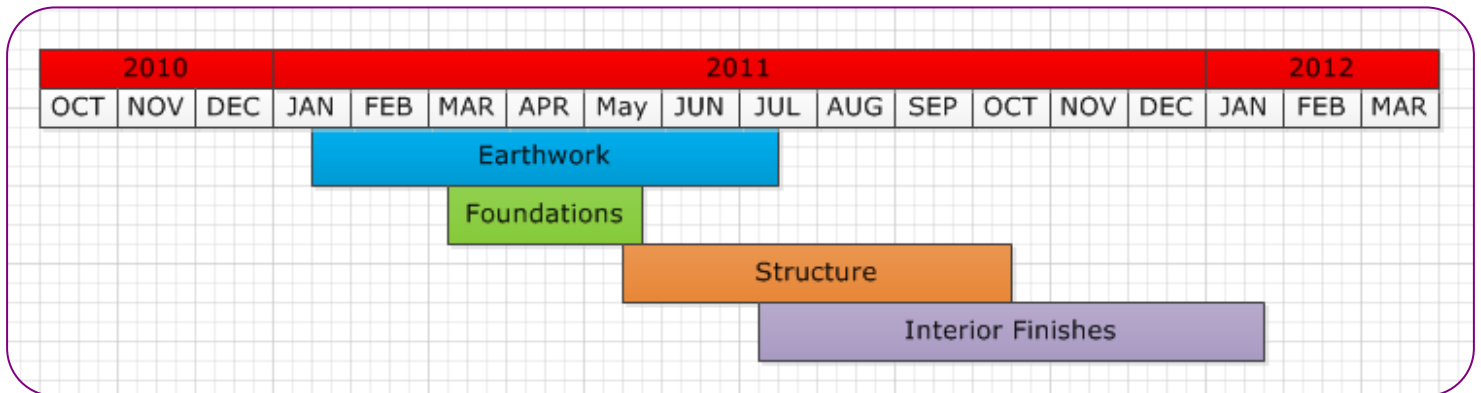 2010 2011 2012
OCT NOV DEC JAN FEB MAR APR May JUN JUL AUG SEP OCT NOV DEC JAN FEB MAR
Earthwork
Foundations
Structure
Interior Finishes